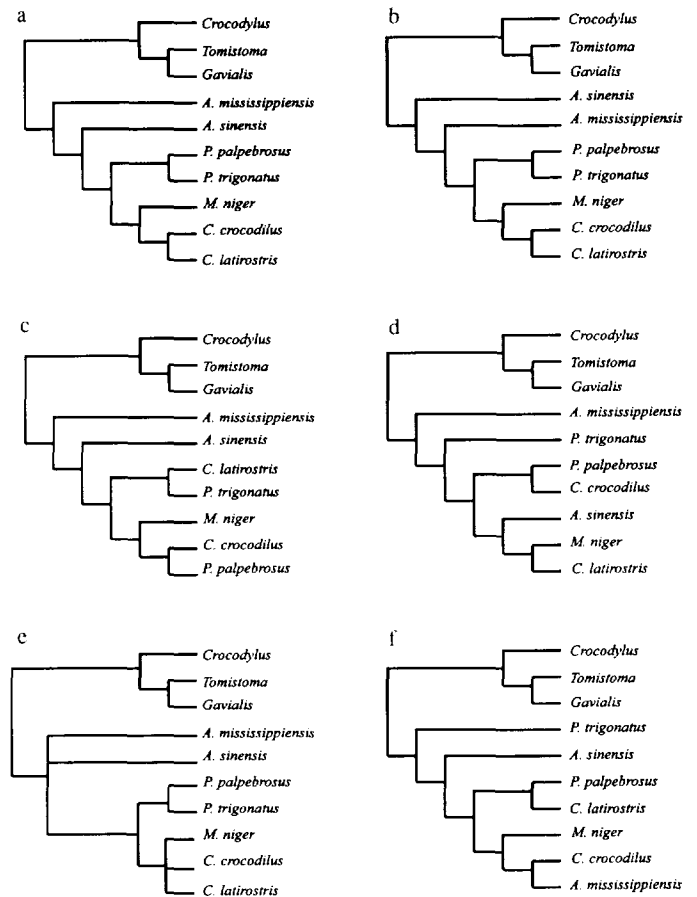 a
Crocodylus
Tomistoma
Gavialis
A. mississippiensis
A. sinensis
P. palpebrosus
P. trigonatus
M. niger
C. crocodilus
C. latirostris
b
Crocodylus
Tomistoma
Gavialis
A. sinensis
A. mississippiensis
P. palpebrosus
P. trigonatus
M. niger
C. crocodilus
C. latirostris
c
Crocodylus
Tomistoma
Gavialis
A. mississippiensis
A. sinensis
C. latirostris
P. trigonatus
M. niger
C. crocodilus
P. palpebrosus
d
Crocodylus
Tomistoma
Gavialis
A. mississippiensis
P. trigonatus
P. palpebrosus
C. crocodilus
A. sinensis
M. niger
C. latirostris
e
Crocodylus
Tomistoma
Gavialis
A. mississippiensis
A. sinensis
P. palpebrosus
P. trigonatus
M. niger
C. crocodilus
C. latirostris
f
Crocodylus
Tomistoma
Gavialis
P. trigonatus
A. sinensis
P. palpebrosus
C. latirostris
M. niger
C. crocodilus
A. mississippiensis